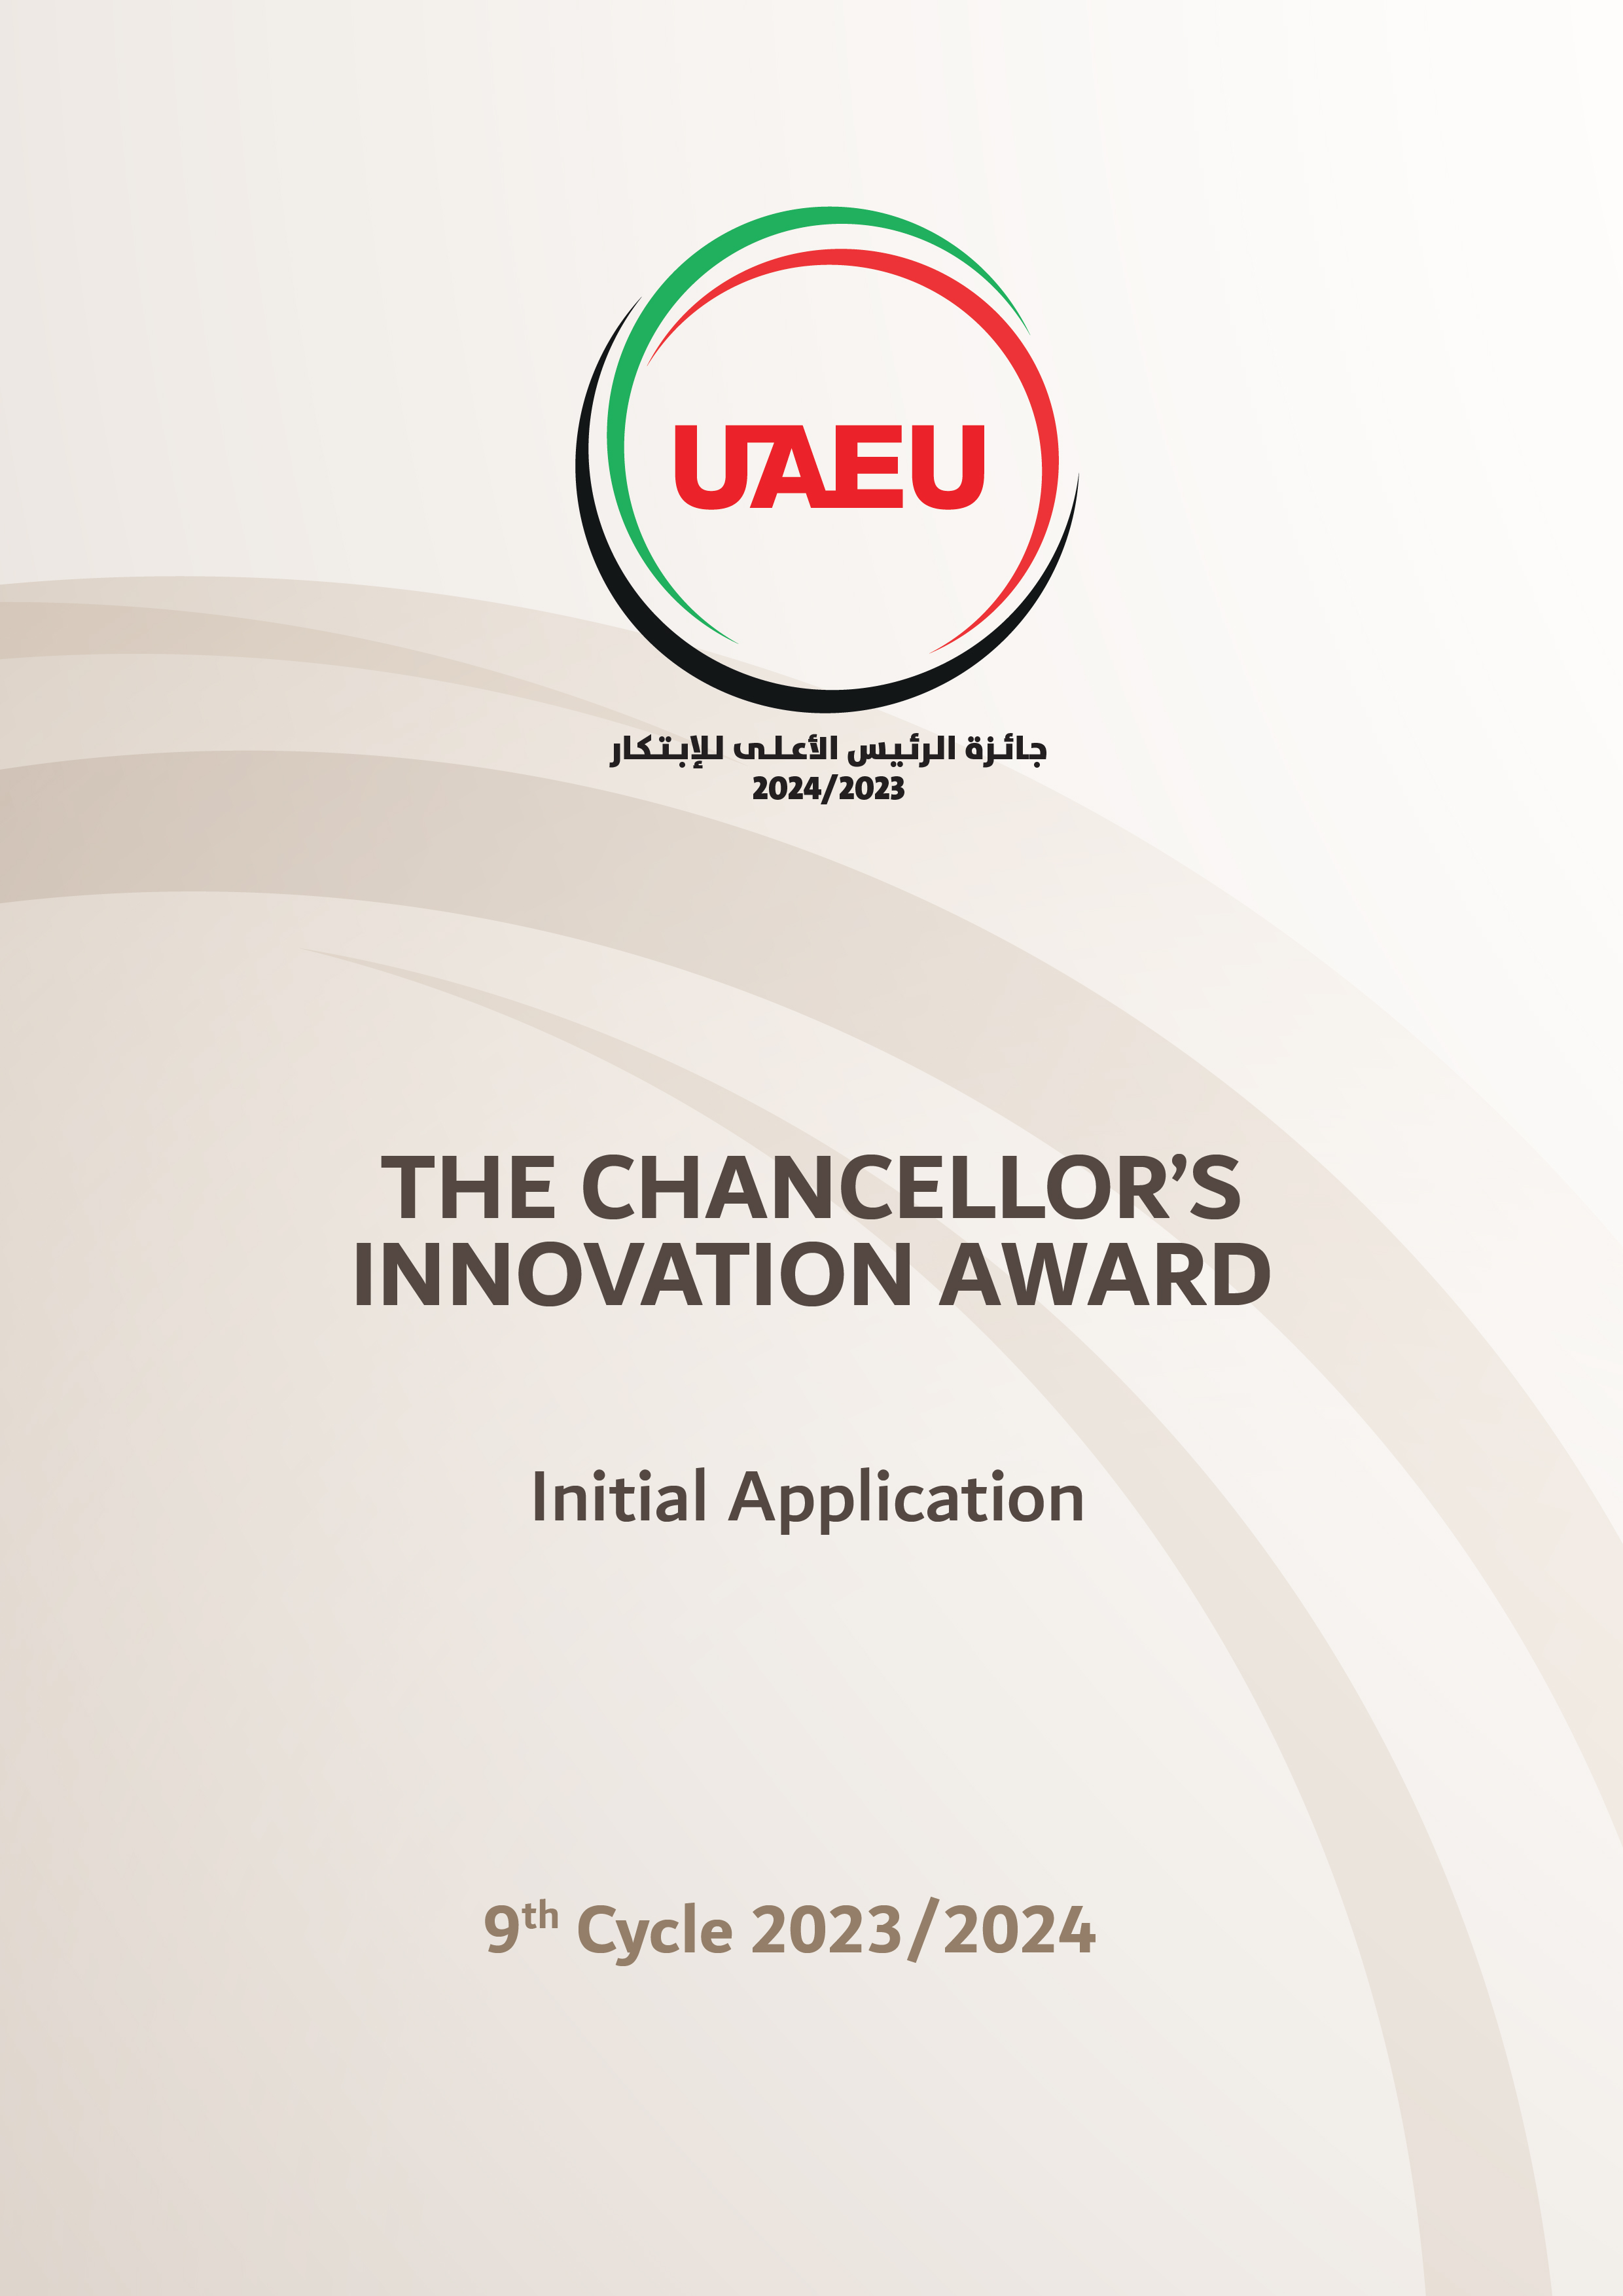 UAEU
جائزة الرئيس الأعلى للإبتكار
2024/2023
THE CHANCELLOR’S
INNOVATION AWARD
Initial Application
9th Cycle 2023/2024